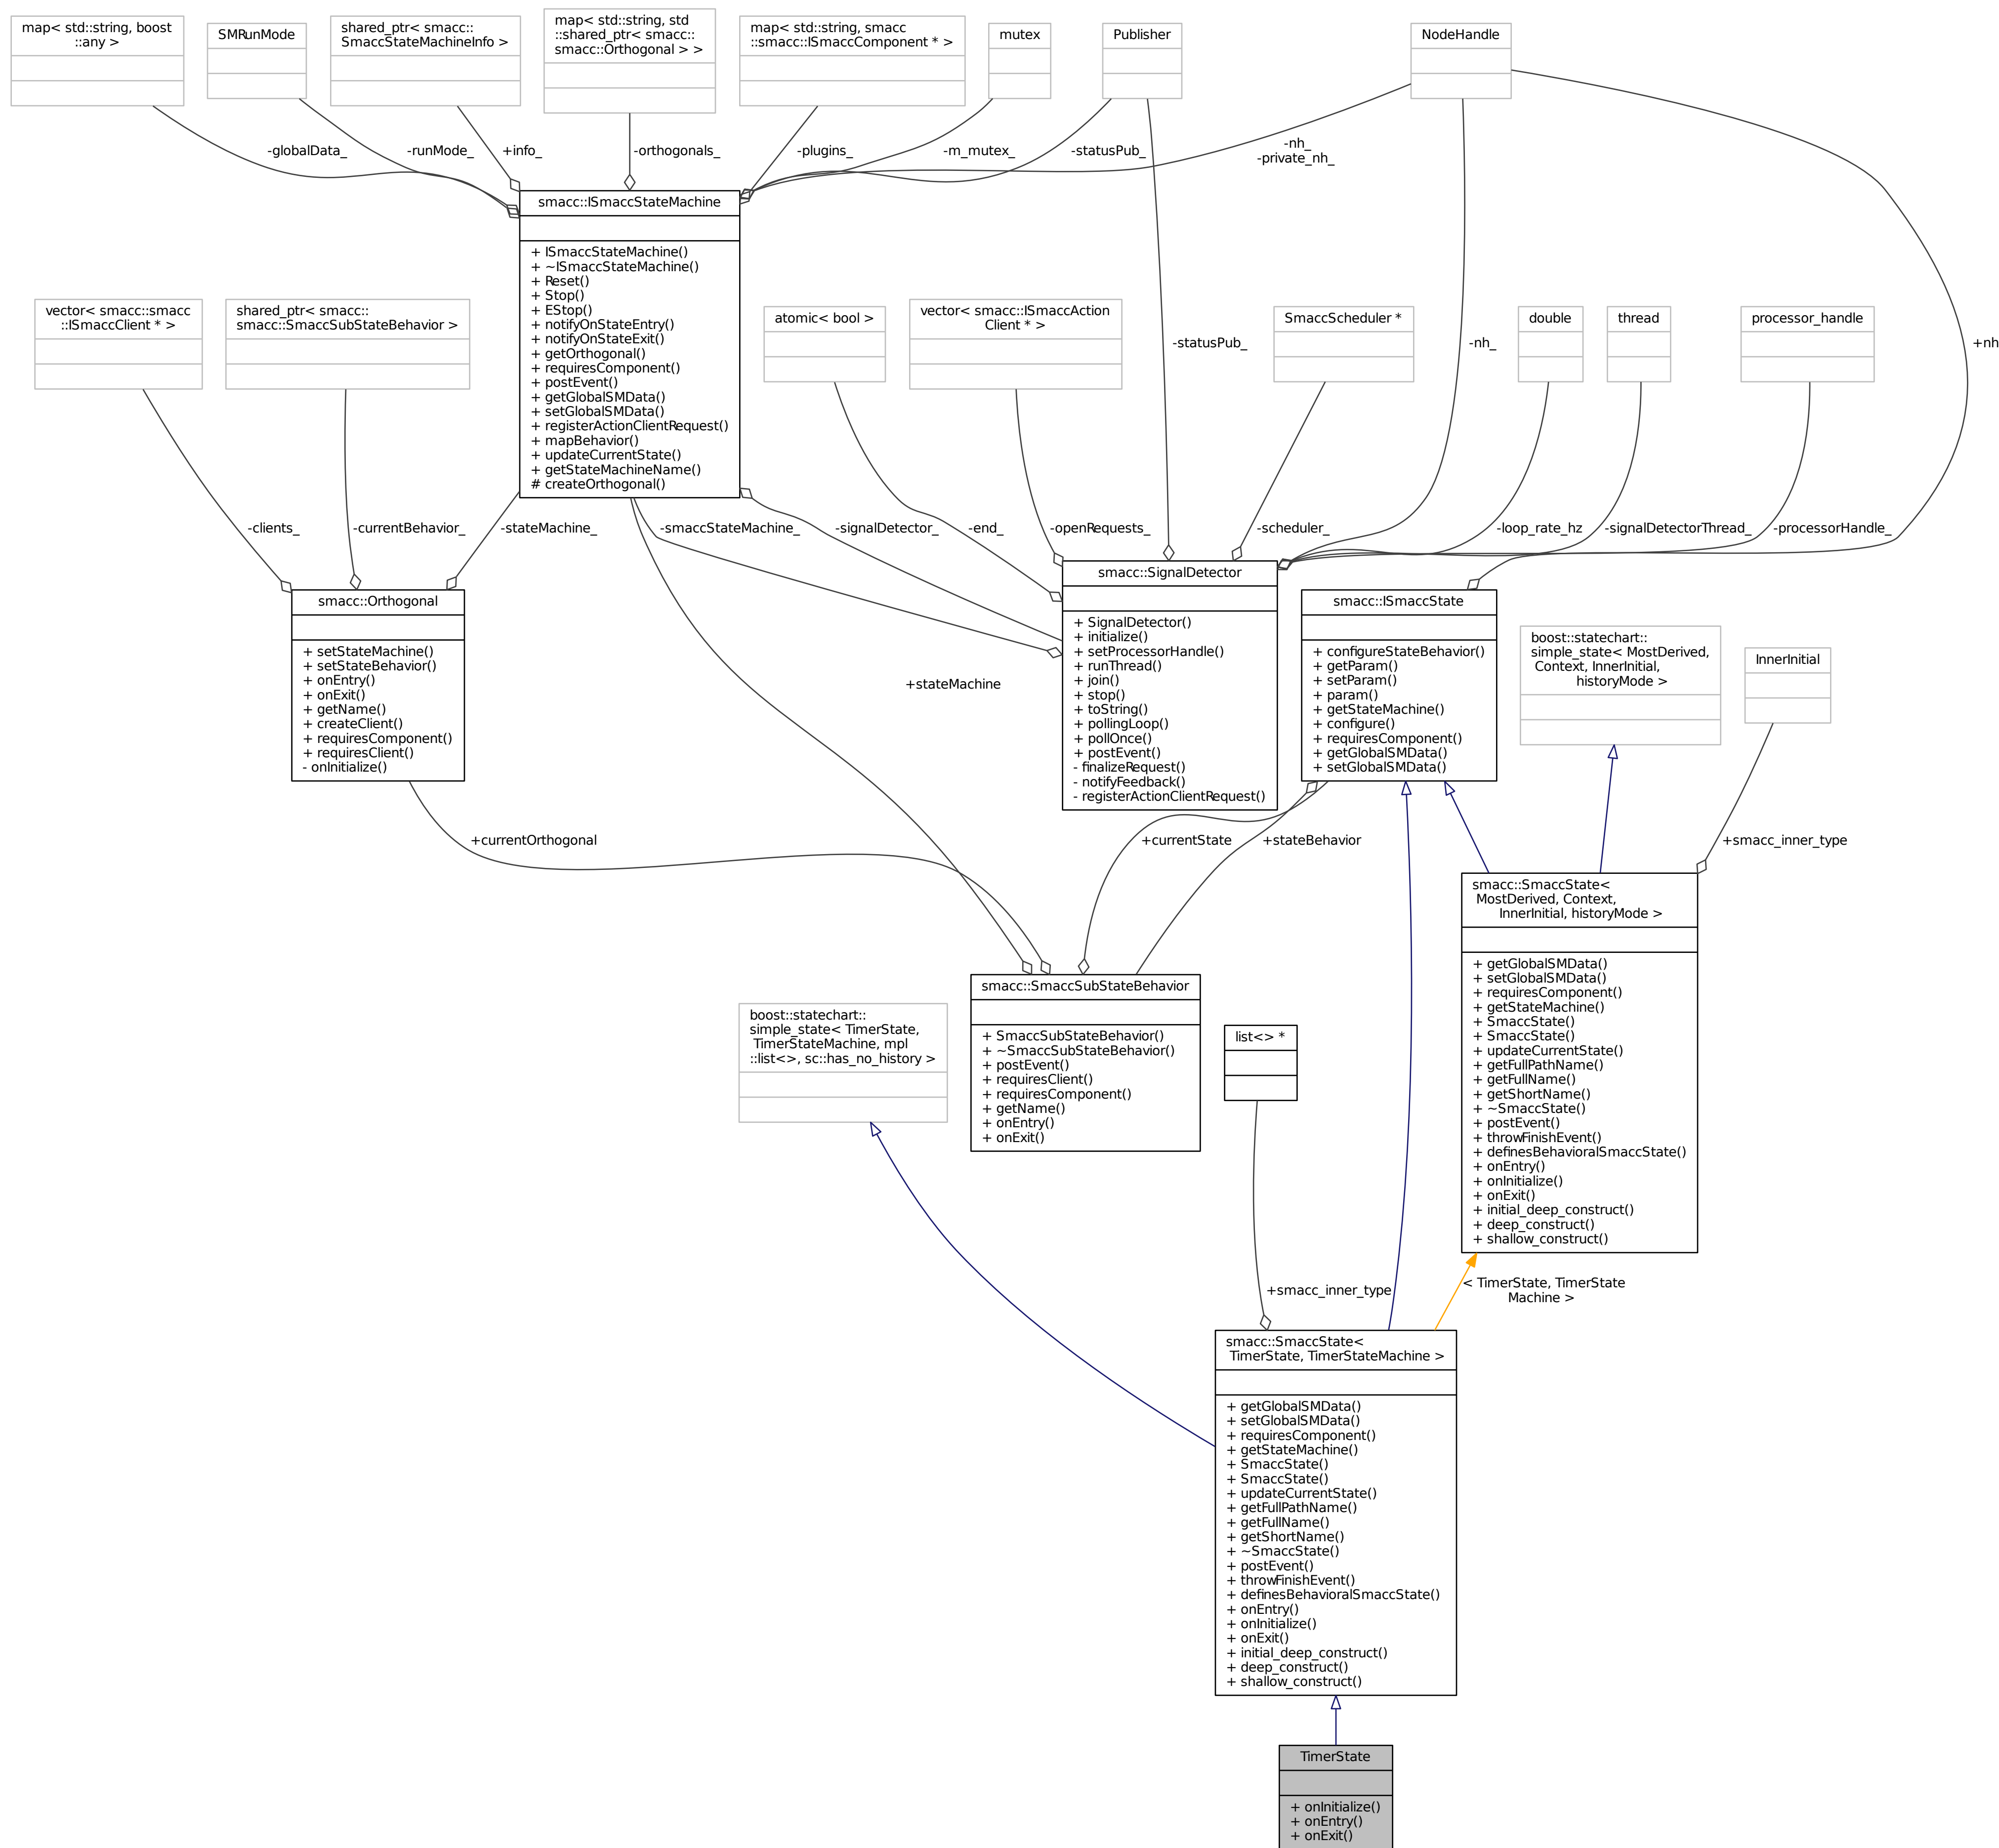 map< std::string, boost
::any >
SMRunMode
shared_ptr< smacc::
SmaccStateMachineInfo >
map< std::string, std
::shared_ptr< smacc::
smacc::Orthogonal > >
map< std::string, smacc
::smacc::ISmaccComponent * >
mutex
Publisher
NodeHandle
-globalData_
-runMode_
+info_
-orthogonals_
-plugins_
-m_mutex_
-statusPub_
-nh_
-private_nh_
smacc::ISmaccStateMachine
+ ISmaccStateMachine()
+ ~ISmaccStateMachine()
+ Reset()
+ Stop()
+ EStop()
+ notifyOnStateEntry()
+ notifyOnStateExit()
+ getOrthogonal()
+ requiresComponent()
+ postEvent()
+ getGlobalSMData()
+ setGlobalSMData()
+ registerActionClientRequest()
+ mapBehavior()
+ updateCurrentState()
+ getStateMachineName()
# createOrthogonal()
vector< smacc::smacc
::ISmaccClient * >
shared_ptr< smacc::
smacc::SmaccSubStateBehavior >
atomic< bool >
vector< smacc::ISmaccAction
Client * >
-statusPub_
SmaccScheduler *
-nh_
double
thread
processor_handle
+nh
-clients_
-currentBehavior_
-stateMachine_
-smaccStateMachine_
-signalDetector_
-end_
-openRequests_
-scheduler_
-loop_rate_hz
-signalDetectorThread_
-processorHandle_
smacc::Orthogonal
+ setStateMachine()
+ setStateBehavior()
+ onEntry()
+ onExit()
+ getName()
+ createClient()
+ requiresComponent()
+ requiresClient()
- onInitialize()
smacc::SignalDetector
+ SignalDetector()
+ initialize()
+ setProcessorHandle()
+ runThread()
+ join()
+ stop()
+ toString()
+ pollingLoop()
+ pollOnce()
+ postEvent()
- finalizeRequest()
- notifyFeedback()
- registerActionClientRequest()
smacc::ISmaccState
+ configureStateBehavior()
+ getParam()
+ setParam()
+ param()
+ getStateMachine()
+ configure()
+ requiresComponent()
+ getGlobalSMData()
+ setGlobalSMData()
boost::statechart::
simple_state< MostDerived,
Context, InnerInitial,
historyMode >
InnerInitial
+stateMachine
+currentOrthogonal
+currentState
+stateBehavior
+smacc_inner_type
smacc::SmaccState<
MostDerived, Context,
InnerInitial, historyMode >
+ getGlobalSMData()
+ setGlobalSMData()
+ requiresComponent()
+ getStateMachine()
+ SmaccState()
+ SmaccState()
+ updateCurrentState()
+ getFullPathName()
+ getFullName()
+ getShortName()
+ ~SmaccState()
+ postEvent()
+ throwFinishEvent()
+ definesBehavioralSmaccState()
+ onEntry()
+ onInitialize()
+ onExit()
+ initial_deep_construct()
+ deep_construct()
+ shallow_construct()
smacc::SmaccSubStateBehavior
+ SmaccSubStateBehavior()
+ ~SmaccSubStateBehavior()
+ postEvent()
+ requiresClient()
+ requiresComponent()
+ getName()
+ onEntry()
+ onExit()
boost::statechart::
simple_state< TimerState,
TimerStateMachine, mpl
::list<>, sc::has_no_history >
list<> *
+smacc_inner_type
< TimerState, TimerState
Machine >
smacc::SmaccState<
TimerState, TimerStateMachine >
+ getGlobalSMData()
+ setGlobalSMData()
+ requiresComponent()
+ getStateMachine()
+ SmaccState()
+ SmaccState()
+ updateCurrentState()
+ getFullPathName()
+ getFullName()
+ getShortName()
+ ~SmaccState()
+ postEvent()
+ throwFinishEvent()
+ definesBehavioralSmaccState()
+ onEntry()
+ onInitialize()
+ onExit()
+ initial_deep_construct()
+ deep_construct()
+ shallow_construct()
TimerState
+ onInitialize()
+ onEntry()
+ onExit()